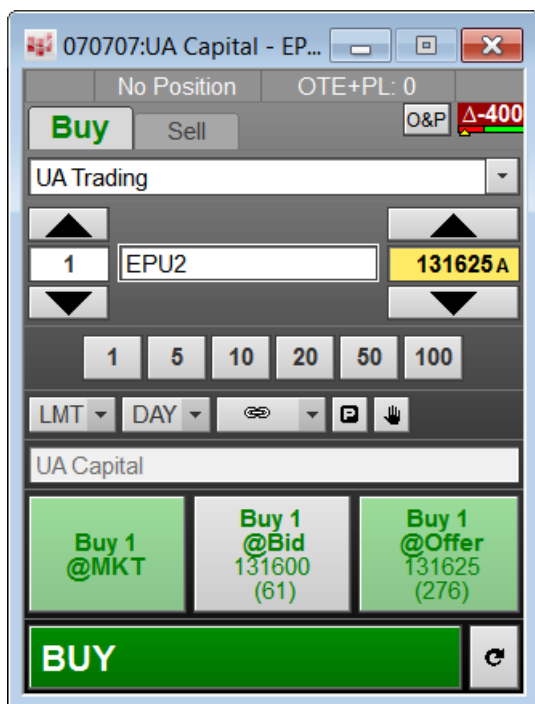 070707:UA Capital - EP...
No Position OTE+PL: 0
Buy Sell O&P Δ-400
UA Trading
1 EPU2 131625 A
1 5 10 20 50 100
LMT DAY P
UA Capital
Buy 1
@MKT
Buy 1
@Bid
131600
(61)
Buy 1
@Offer
131625
(276)
BUY